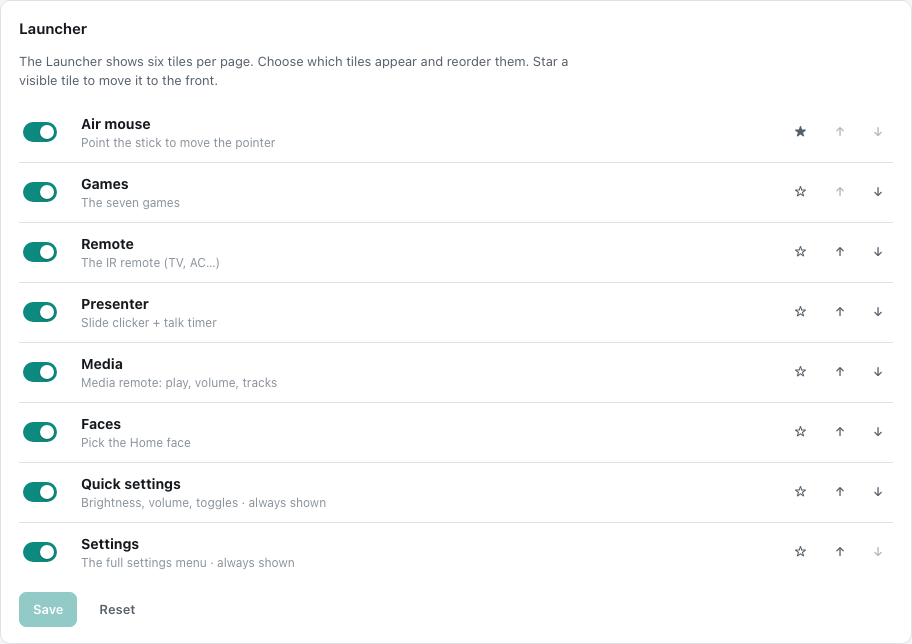 Launcher
The Launcher shows six tiles per page. Choose which tiles appear and reorder them. Star a
visible tile to move it to the front.
Air mouse
Point the stick to move the pointer
Games
The seven games
Remote
The IR remote (TV, AC…)
Presenter
Slide clicker + talk timer
Media
Media remote: play, volume, tracks
Faces
Pick the Home face
Quick settings
Brightness, volume, toggles · always shown
Settings
The full settings menu · always shown
Save Reset